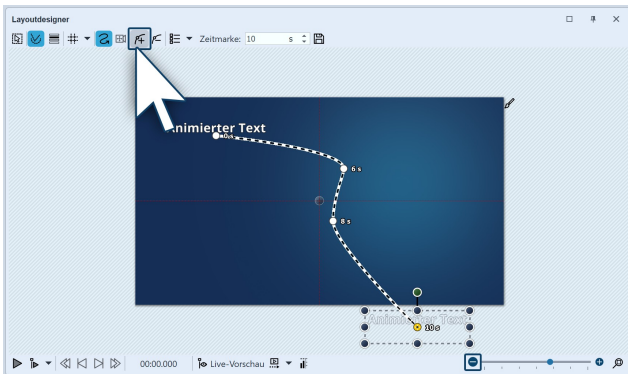 Layoutdesigner
Zeitmarke: 10 s
Animierter Text
0 s
6 s
8 s
Animierter Text
10 s
00:00.000 Live-Vorschau